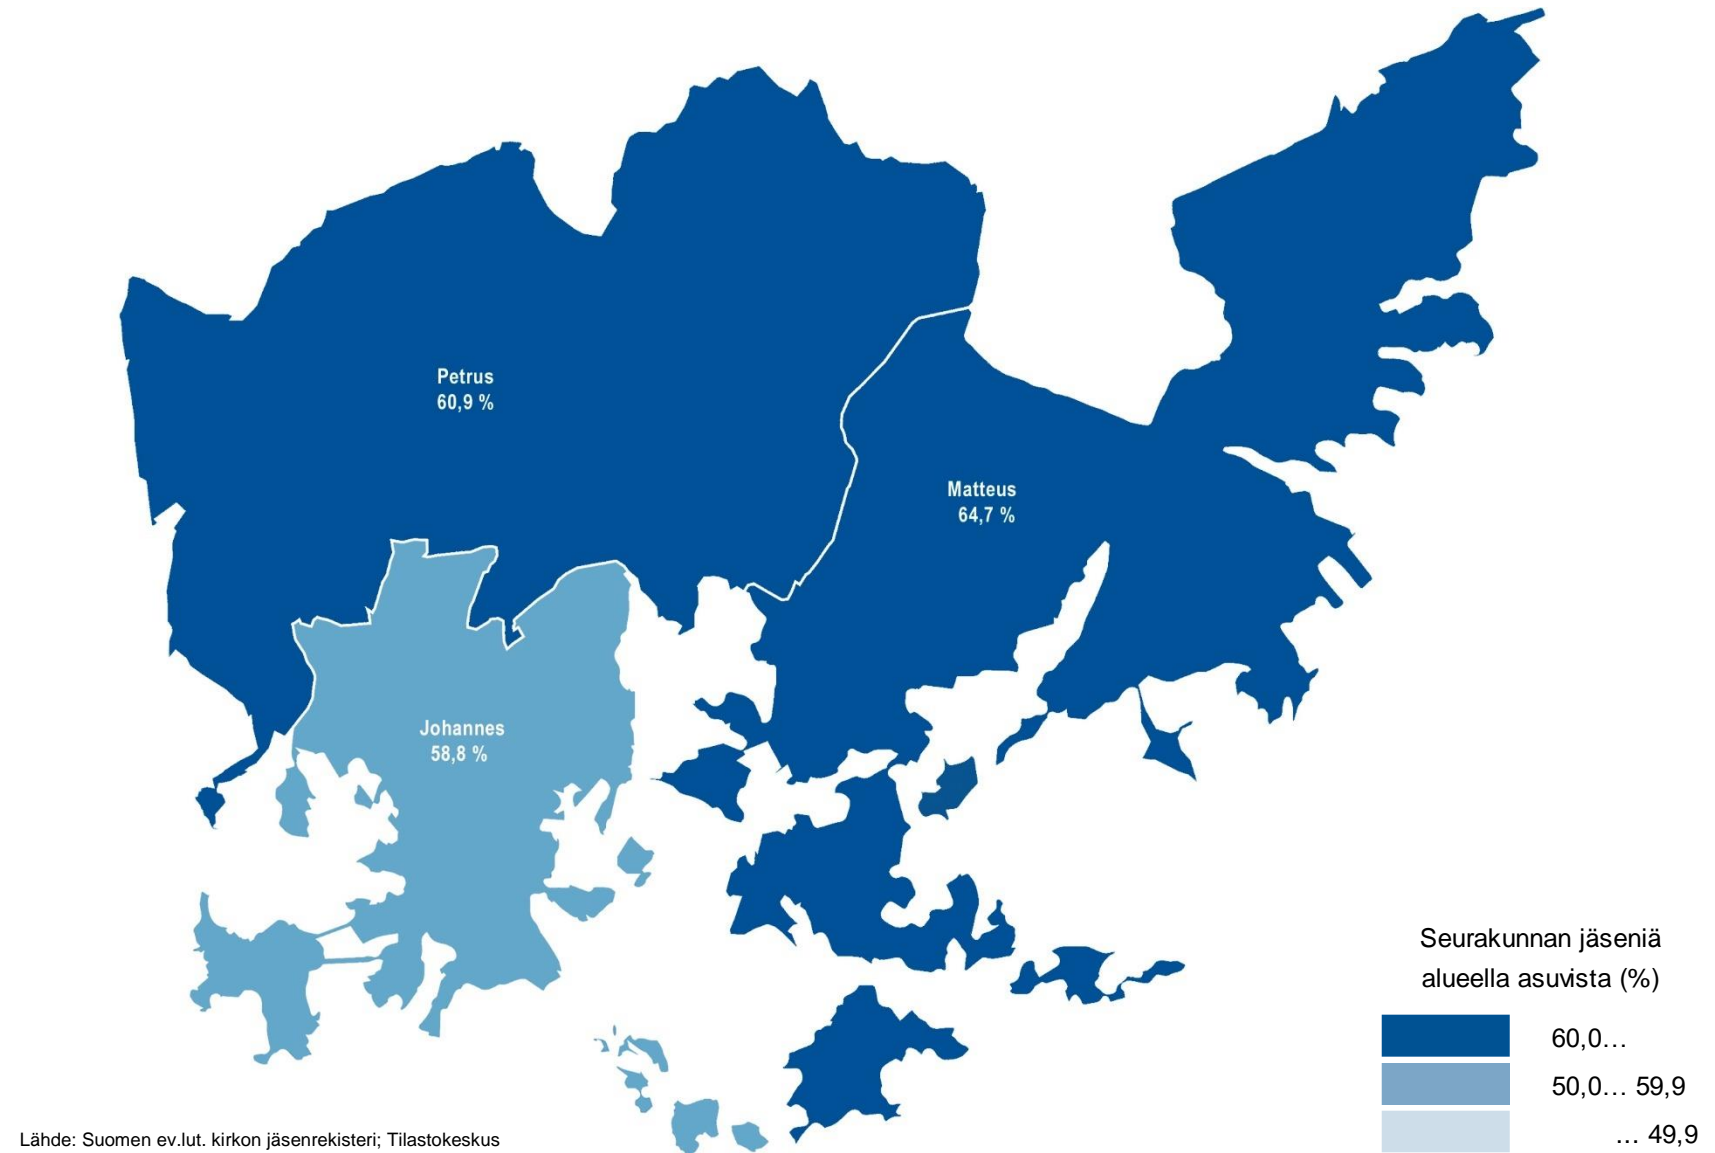 Petrus
60,9 %
Matteus
64,7 %
Johannes
58,8 %
Seurakunnan jäseniä
alueella asuvista (%)
60,0…
50,0… 59,9
… 49,9
Lähde: Suomen ev.lut. kirkon jäsenrekisteri; Tilastokeskus